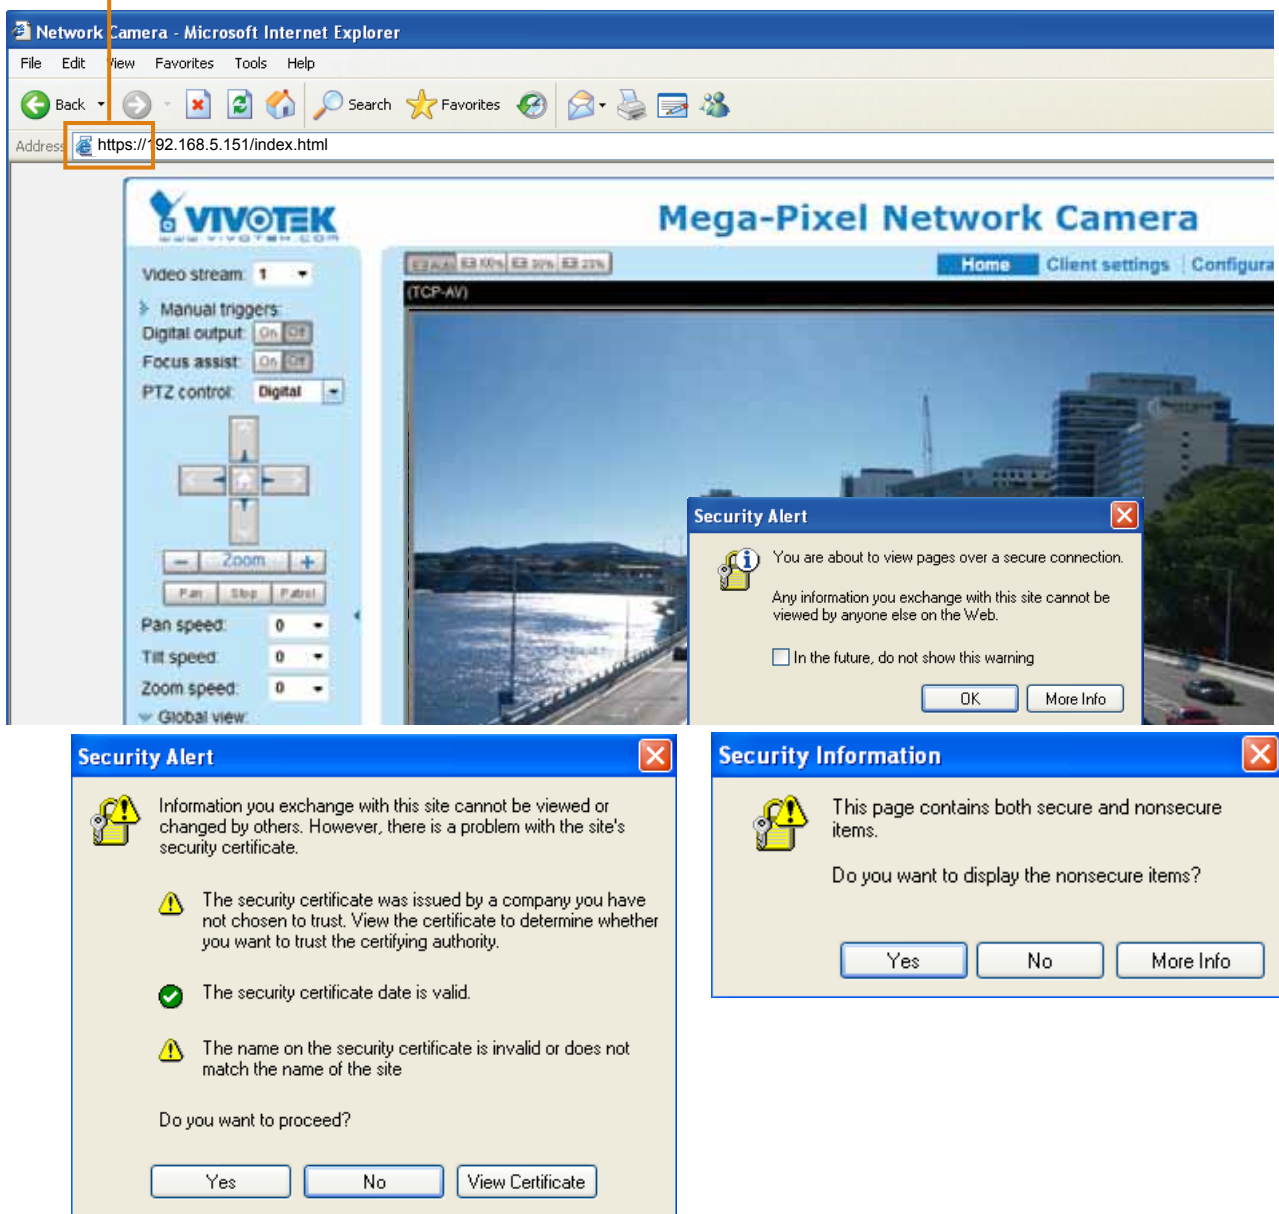 Network Camera - Microsoft Internet Explorer
File Edit View Favorites Tools Help
Back Search Favorites
Address https://192.168.5.151/index.html
VIVOTEK
www.vivotek.com
Mega-Pixel Network Camera
Video stream: 1
Auto 100% 50% 25%
Home Client settings Configura
(TCP-AV)
Manual triggers:
Digital output: On Off
Focus assist: On Off
PTZ control: Digital
Zoom
Pan Stop Patrol
Pan speed: 0
Tilt speed: 0
Zoom speed: 0
Global view:
Security Alert
You are about to view pages over a secure connection.
Any information you exchange with this site cannot be
viewed by anyone else on the Web.
In the future, do not show this warning
OK More Info
Security Alert
Information you exchange with this site cannot be viewed or
changed by others. However, there is a problem with the site's
security certificate.
The security certificate was issued by a company you have
not chosen to trust. View the certificate to determine whether
you want to trust the certifying authority.
The security certificate date is valid.
The name on the security certificate is invalid or does not
match the name of the site
Do you want to proceed?
Yes No View Certificate
Security Information
This page contains both secure and nonsecure
items.
Do you want to display the nonsecure items?
Yes No More Info